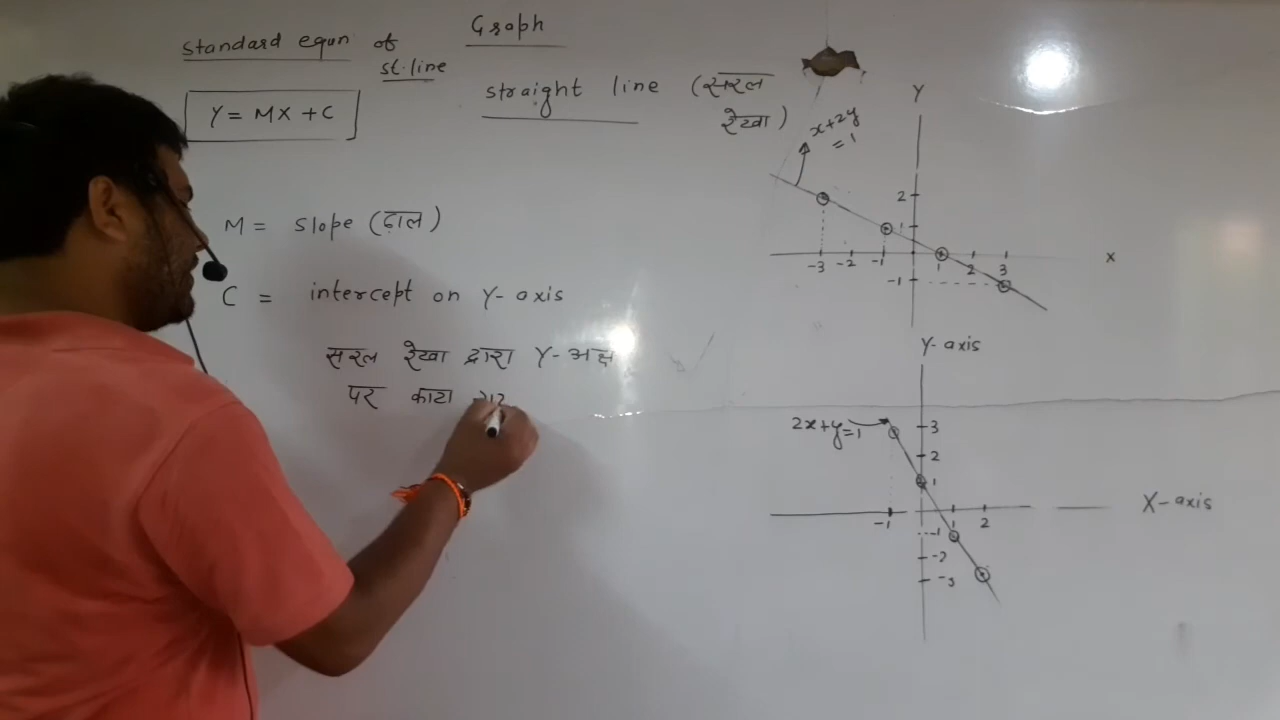 Graph
Standard equn of
st.line
straight line (सरल
रेखा)
Y = MX + C
M = slope (ढाल)
C = intercept on Y-axis
सरल रेखा द्वारा Y-अक्ष
पर काटा
Y
x+2y
= 1
2
1
-3 -2 -1 1 2 3
x
-1
Y-axis
2x+y=1
3
2
1
-1 1 2
X-axis
-1
-2
-3